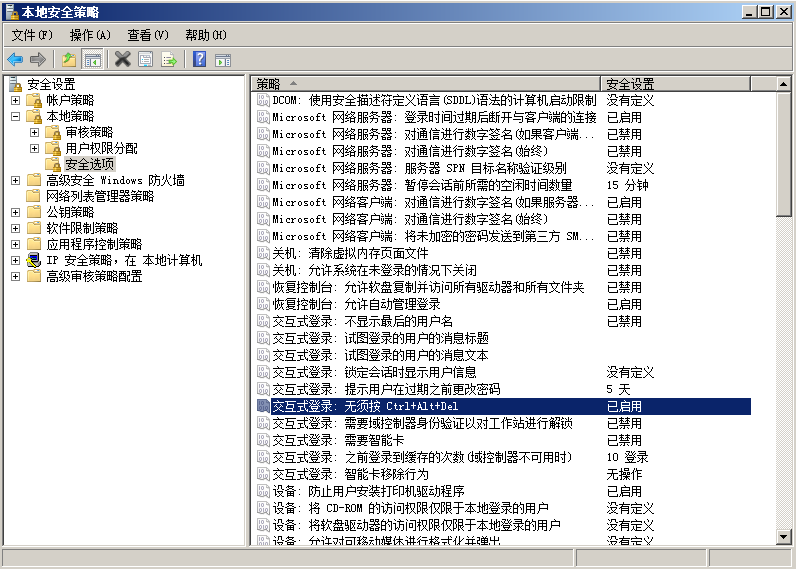 本地安全策略
文件(F) 操作(A) 查看(V) 帮助(H)
安全设置
帐户策略
本地策略
审核策略
用户权限分配
安全选项
高级安全 Windows 防火墙
网络列表管理器策略
公钥策略
软件限制策略
应用程序控制策略
IP 安全策略，在 本地计算机
高级审核策略配置
策略 安全设置
DCOM: 使用安全描述符定义语言(SDDL)语法的计算机启动限制 没有定义
Microsoft 网络服务器: 登录时间过期后断开与客户端的连接 已启用
Microsoft 网络服务器: 对通信进行数字签名(如果客户端... 已禁用
Microsoft 网络服务器: 对通信进行数字签名(始终) 已禁用
Microsoft 网络服务器: 服务器 SPN 目标名称验证级别 没有定义
Microsoft 网络服务器: 暂停会话前所需的空闲时间数量 15 分钟
Microsoft 网络客户端: 对通信进行数字签名(如果服务器... 已启用
Microsoft 网络客户端: 对通信进行数字签名(始终) 已禁用
Microsoft 网络客户端: 将未加密的密码发送到第三方 SM... 已禁用
关机: 清除虚拟内存页面文件 已禁用
关机: 允许系统在未登录的情况下关闭 已禁用
恢复控制台: 允许软盘复制并访问所有驱动器和所有文件夹 已禁用
恢复控制台: 允许自动管理登录 已启用
交互式登录: 不显示最后的用户名 已禁用
交互式登录: 试图登录的用户的消息标题
交互式登录: 试图登录的用户的消息文本
交互式登录: 锁定会话时显示用户信息 没有定义
交互式登录: 提示用户在过期之前更改密码 5 天
交互式登录: 无须按 Ctrl+Alt+Del 已启用
交互式登录: 需要域控制器身份验证以对工作站进行解锁 已禁用
交互式登录: 需要智能卡 已禁用
交互式登录: 之前登录到缓存的次数(域控制器不可用时) 10 登录
交互式登录: 智能卡移除行为 无操作
设备: 防止用户安装打印机驱动程序 已启用
设备: 将 CD-ROM 的访问权限仅限于本地登录的用户 没有定义
设备: 将软盘驱动器的访问权限仅限于本地登录的用户 没有定义
设备: 允许对可移动媒体进行格式化并弹出 没有定义